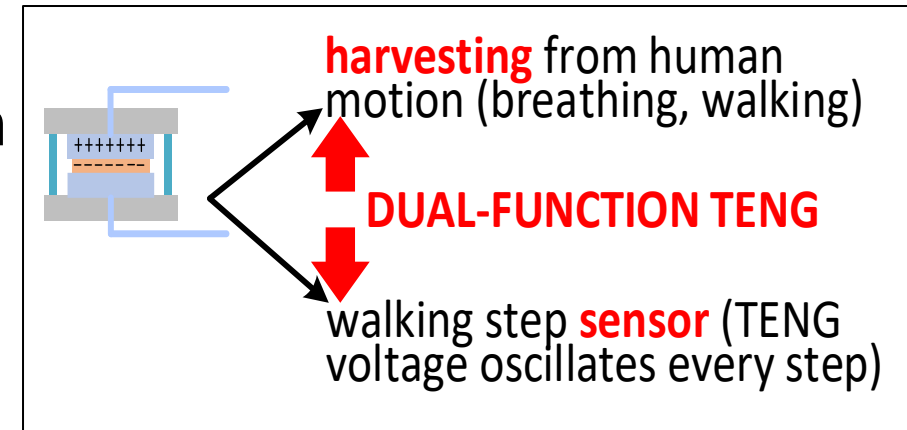 harvesting from human
motion (breathing, walking)
n
+++++++
-------
DUAL-FUNCTION TENG
walking step sensor (TENG
voltage oscillates every step)